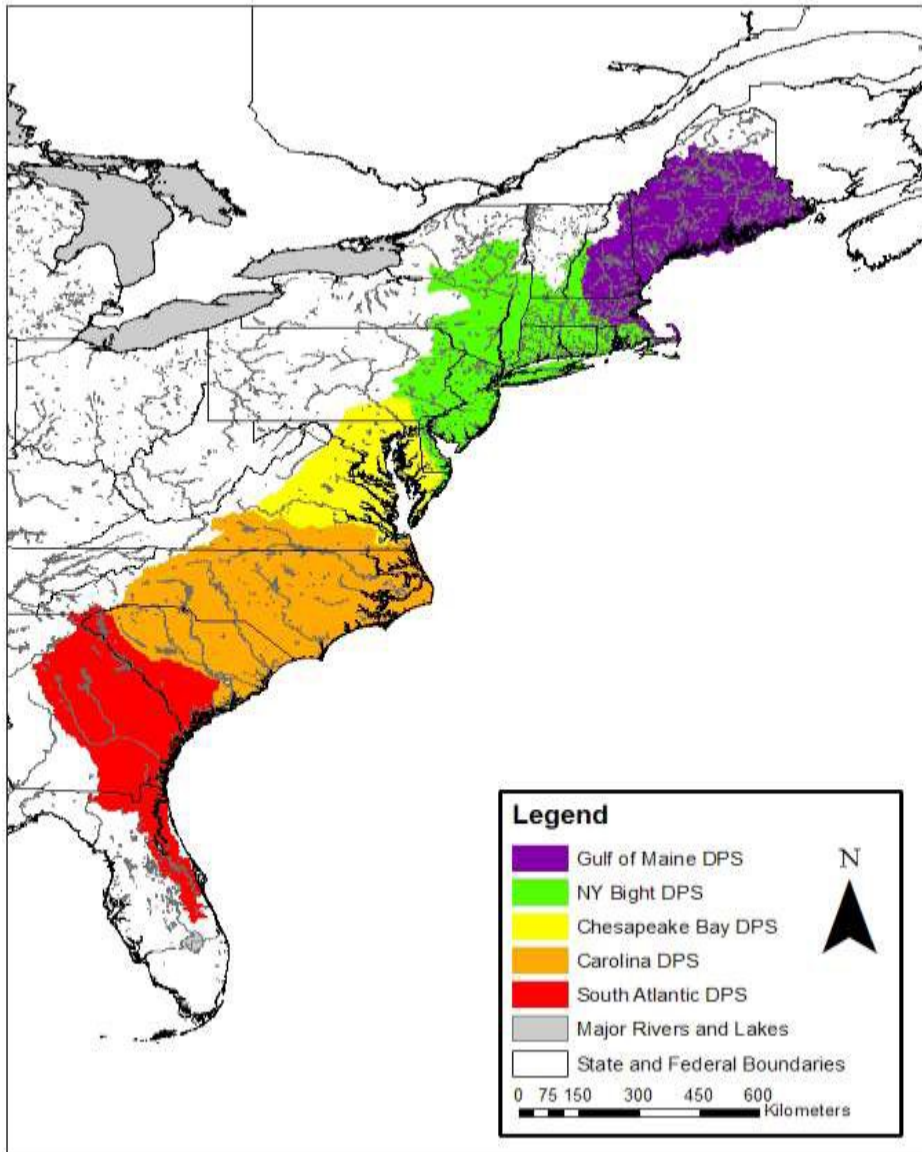 Legend
Gulf of Maine DPS
N
NY Bight DPS
Chesapeake Bay DPS
Carolina DPS
South Atlantic DPS
Major Rivers and Lakes
State and Federal Boundaries
0 75 150 300 450 600
Kilometers